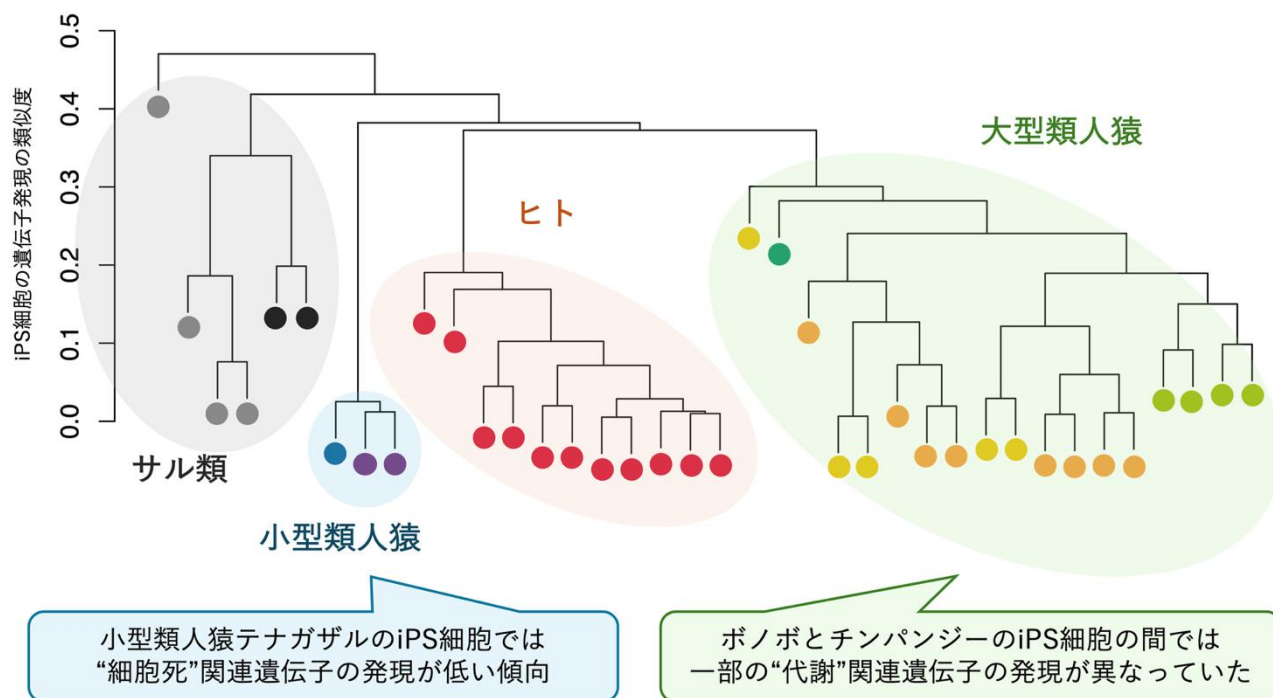 iPS細胞の遺伝子発現の類似度
0.5
0.4
0.3
0.2
0.1
0.0
サル類
小型類人猿
ヒト
大型類人猿
小型類人猿テナガザルのiPS細胞では
“細胞死”関連遺伝子の発現が低い傾向
ボノボとチンパンジーのiPS細胞の間では
一部の“代謝”関連遺伝子の発現が異なっていた